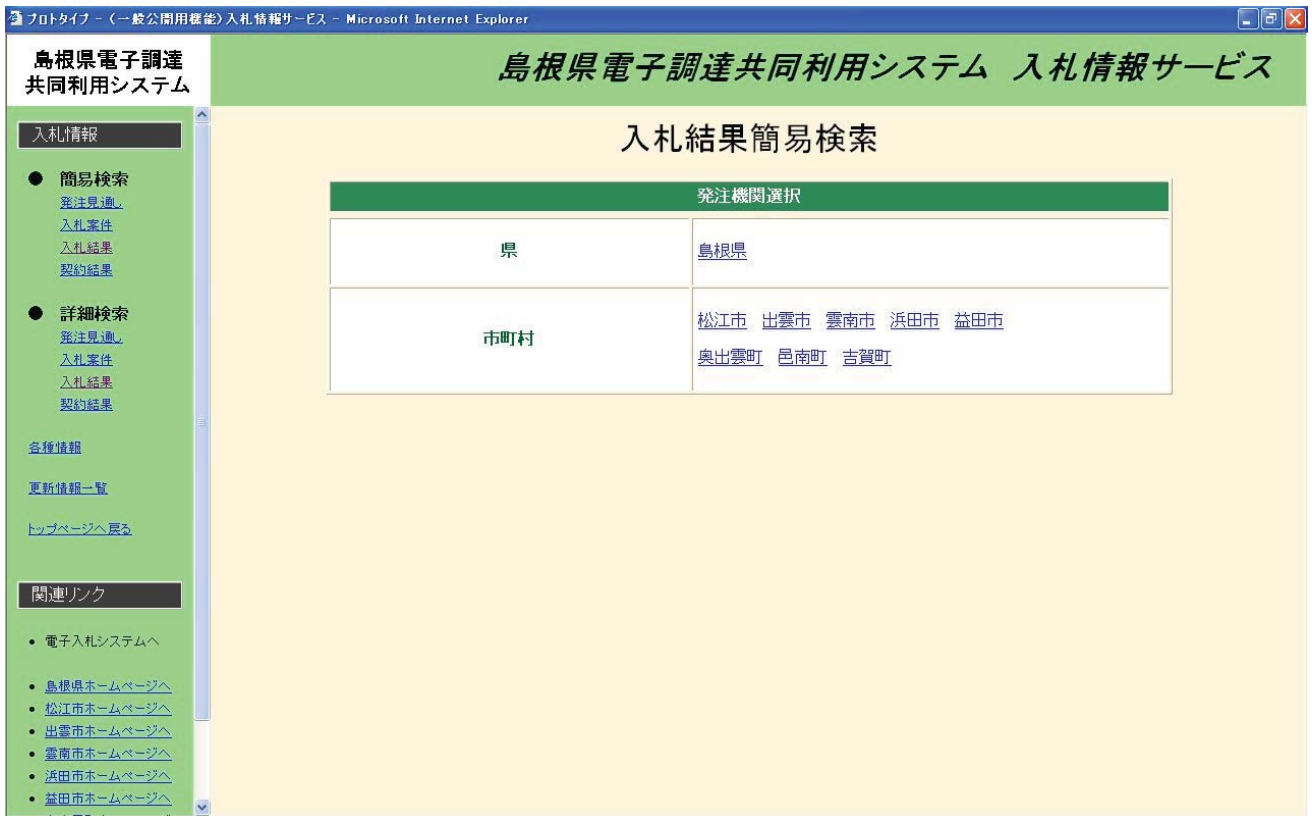 プロトタイプ - （一般公開用機能）入札情報サービス - Microsoft Internet Explorer
島根県電子調達
共同利用システム
島根県電子調達共同利用システム 入札情報サービス
入札情報
● 簡易検索
発注見通し
入札案件
入札結果
契約結果
● 詳細検索
発注見通し
入札案件
入札結果
契約結果
各種情報
更新情報一覧
トップページへ戻る
関連リンク
• 電子入札システムへ
• 島根県ホームページへ
• 松江市ホームページへ
• 出雲市ホームページへ
• 雲南市ホームページへ
• 浜田市ホームページへ
• 益田市ホームページへ
入札結果簡易検索
発注機関選択
県 島根県
市町村
松江市 出雲市 雲南市 浜田市 益田市
奥出雲町 邑南町 吉賀町